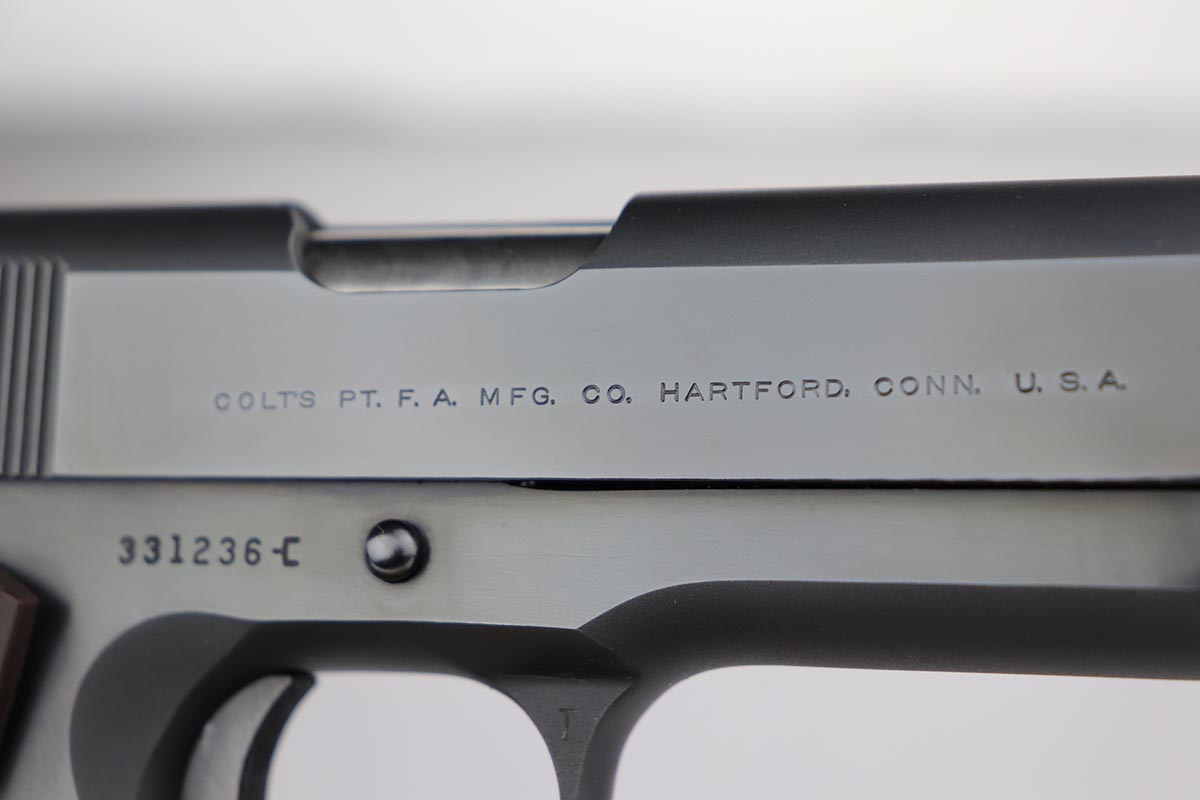 COLT'S PT. F. A. MFG. CO. HARTFORD, CONN. U. S. A.
331236-C
T